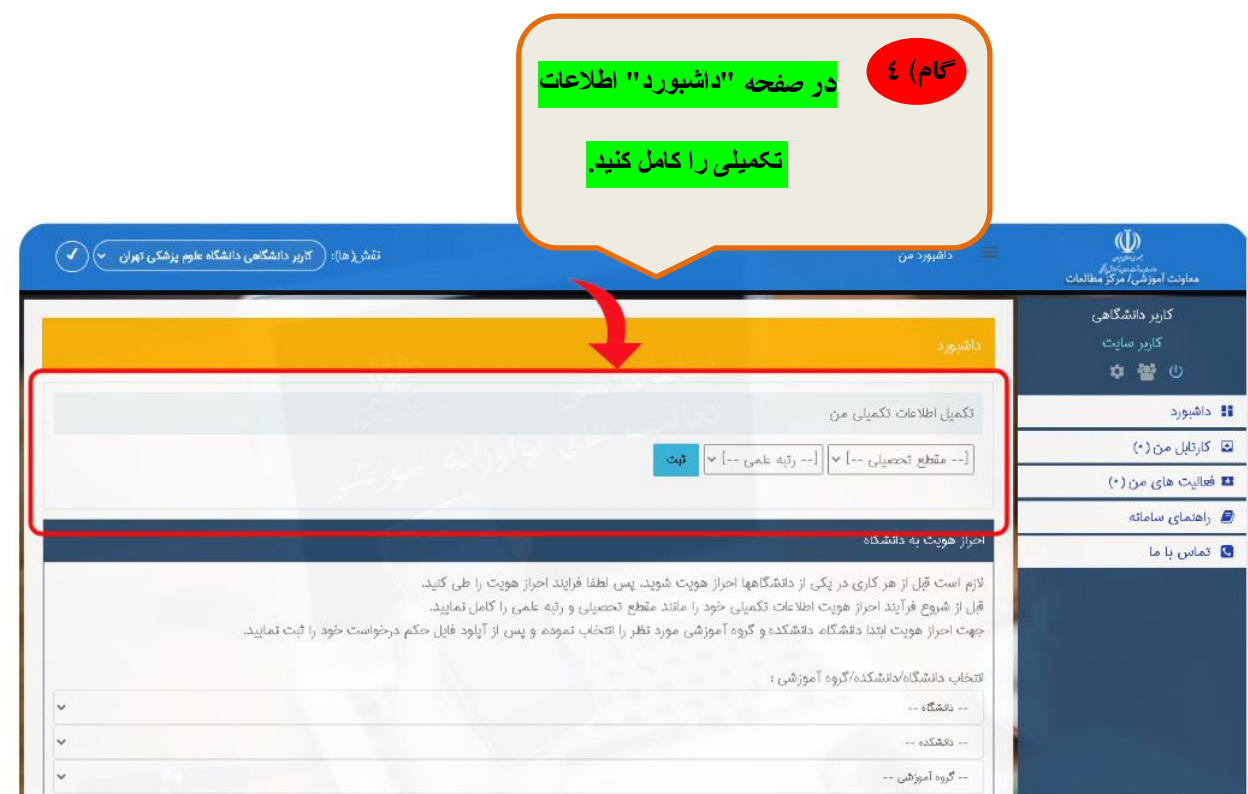 گام) ٤
در صفحه "داشبورد" اطلاعات
تکمیلی را کامل کنید.
معاونت آموزشی/ مرکز مطالعات
داشبورد من
نقش(ها):
کاربر دانشگاهی دانشگاه علوم پزشکی تهران
کاربر دانشگاهی
کاربر سایت
داشبورد
کارتابل من (۰)
فعالیت های من (۰)
راهنمای سامانه
تماس با ما
داشبورد
تکمیل اطلاعات تکمیلی من
[-- مقطع تحصیلی --]
[-- رتبه علمی --]
ثبت
احراز هویت به دانشگاه
لازم است قبل از هر کاری در یکی از دانشگاهها احراز هویت شوید. پس لطفا فرایند احراز هویت را طی کنید.
قبل از شروع فرآیند احراز هویت اطلاعات تکمیلی خود را مانند مقطع تحصیلی و رتبه علمی را کامل نمایید.
جهت احراز هویت ابتدا دانشگاه، دانشکده و گروه آموزشی مورد نظر را انتخاب نموده و پس از آپلود فایل حکم درخواست خود را ثبت نمایید.
انتخاب دانشگاه/دانشکده/گروه آموزشی :
-- دانشگاه --
-- دانشکده --
-- گروه آموزشی --